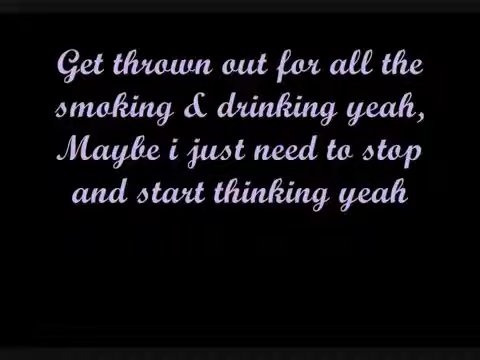 Get thrown out for all the
smoking & drinking yeah,
Maybe i just need to stop
and start thinking yeah